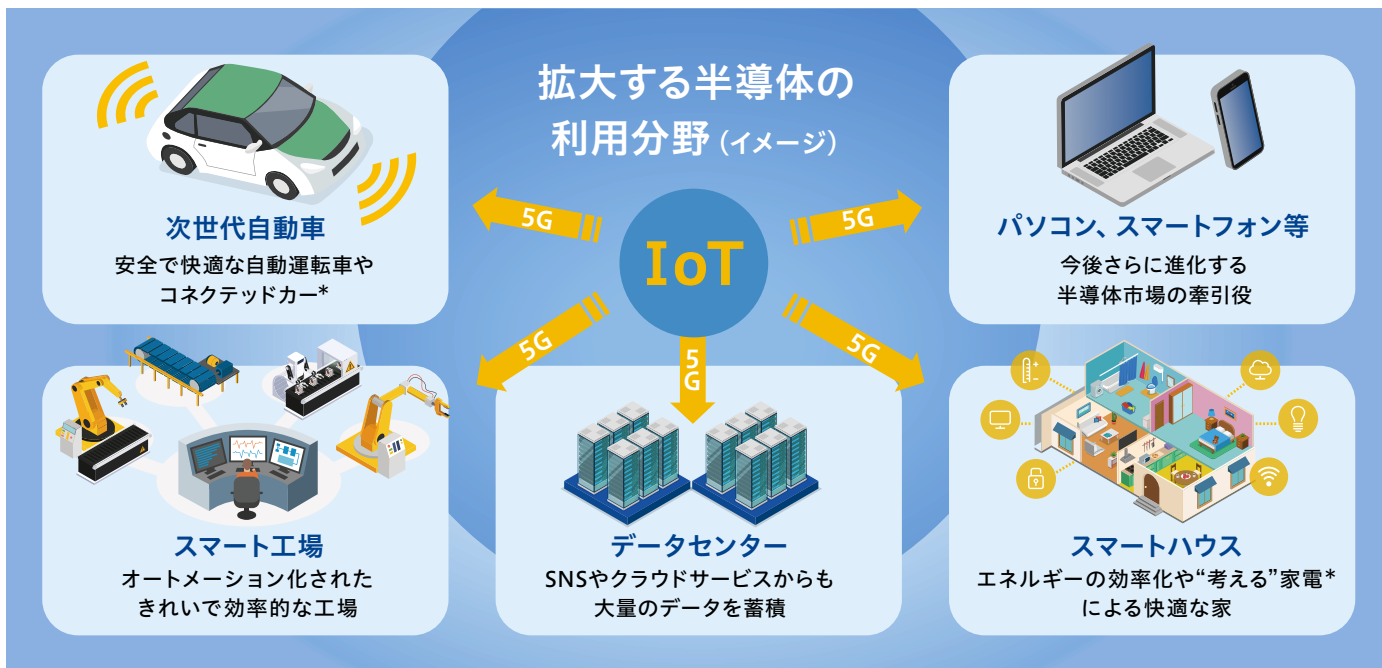 拡大する半導体の
利用分野（イメージ）
IoT
5G
5G
5G
5G
5G
次世代自動車
安全で快適な自動運転車や
コネクテッドカー*
パソコン、スマートフォン等
今後さらに進化する
半導体市場の牽引役
スマート工場
オートメーション化された
きれいで効率的な工場
データセンター
SNSやクラウドサービスからも
大量のデータを蓄積
スマートハウス
エネルギーの効率化や“考える”家電*
による快適な家